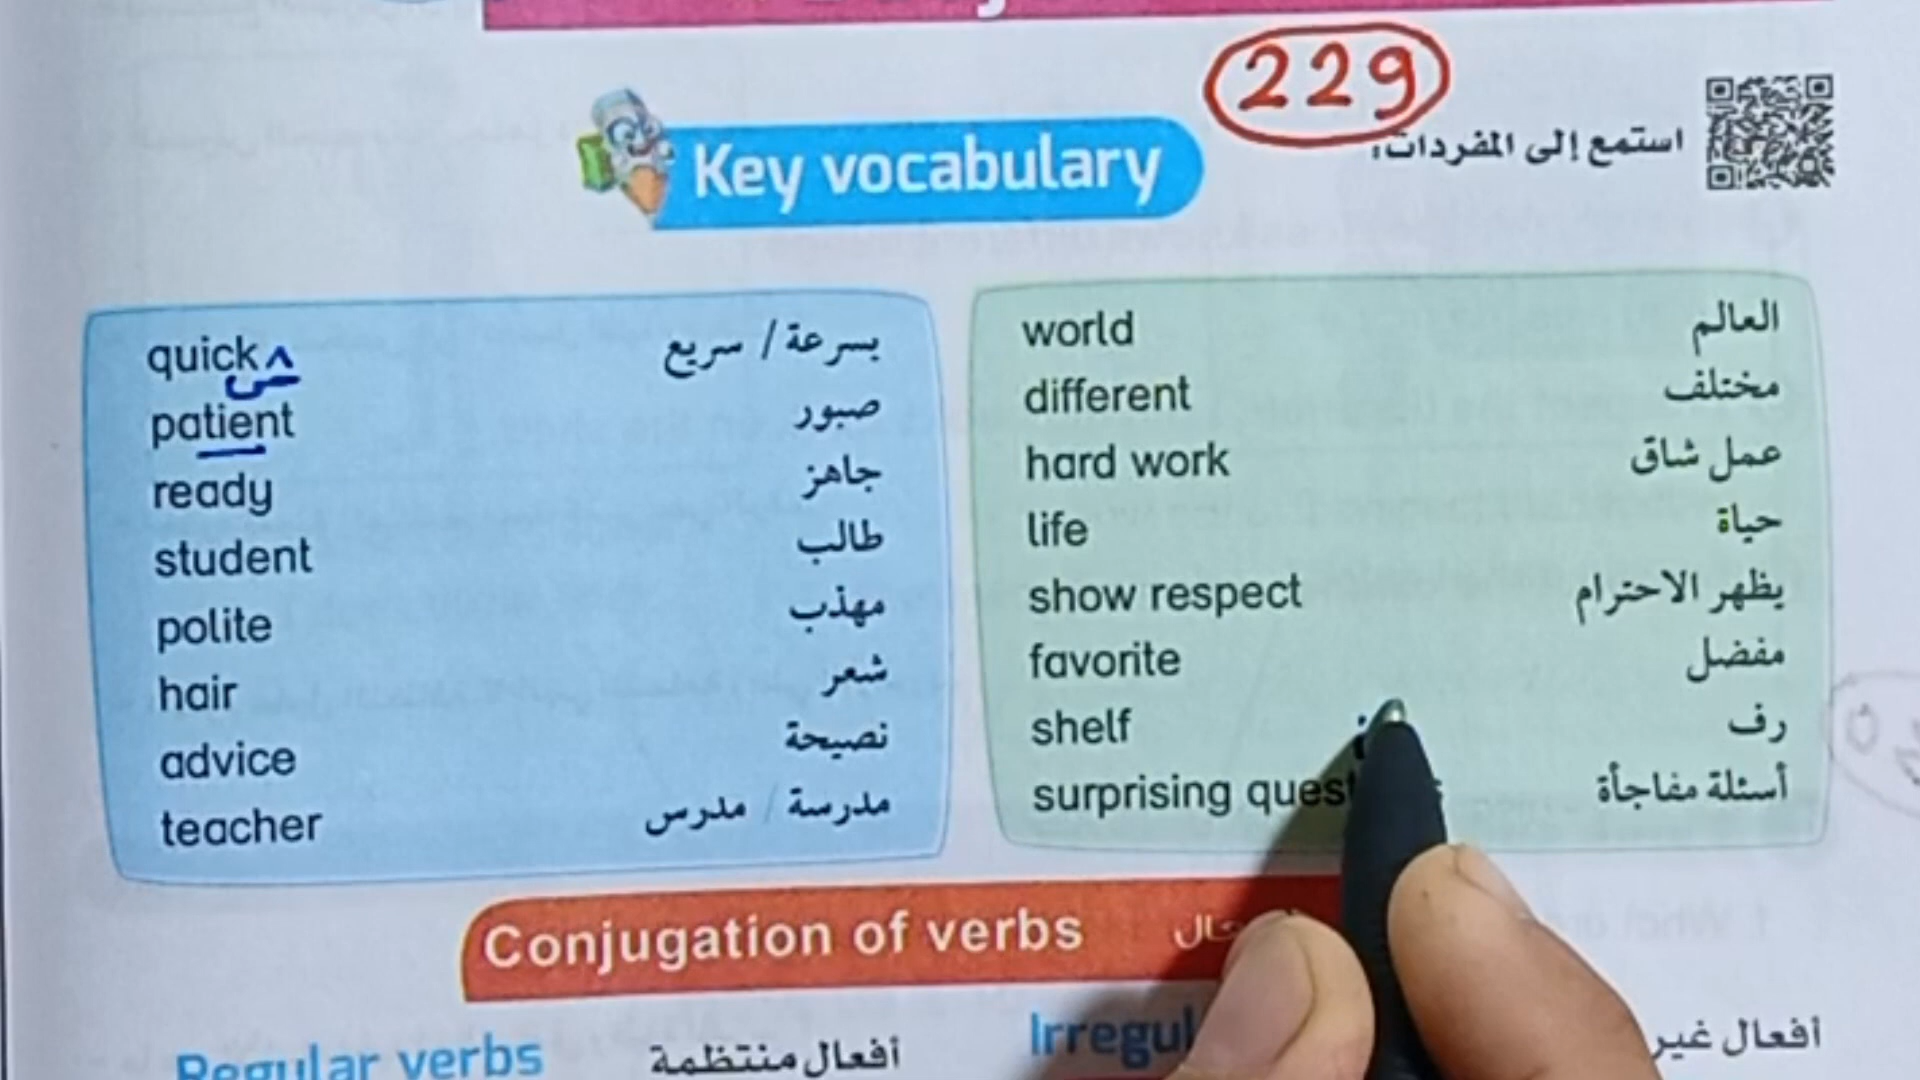 229
استمع إلى المفردات:
Key vocabulary
quick بسرعة / سريع
ش
patient صبور
ready جاهز
student طالب
polite مهذب
hair شعر
advice نصيحة
teacher مدرسة / مدرس
world العالم
different مختلف
hard work عمل شاق
life حياة
show respect يظهر الاحترام
favorite مفضل
shelf رف
surprising أسئلة مفاجأة
Conjugation of verbs
Regular verbs أفعال منتظمة
أفعال غير